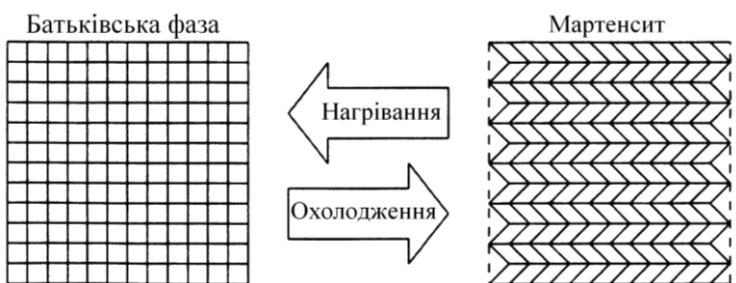 Батьківська фаза
Мартенсит
Нагрівання
Охолодження